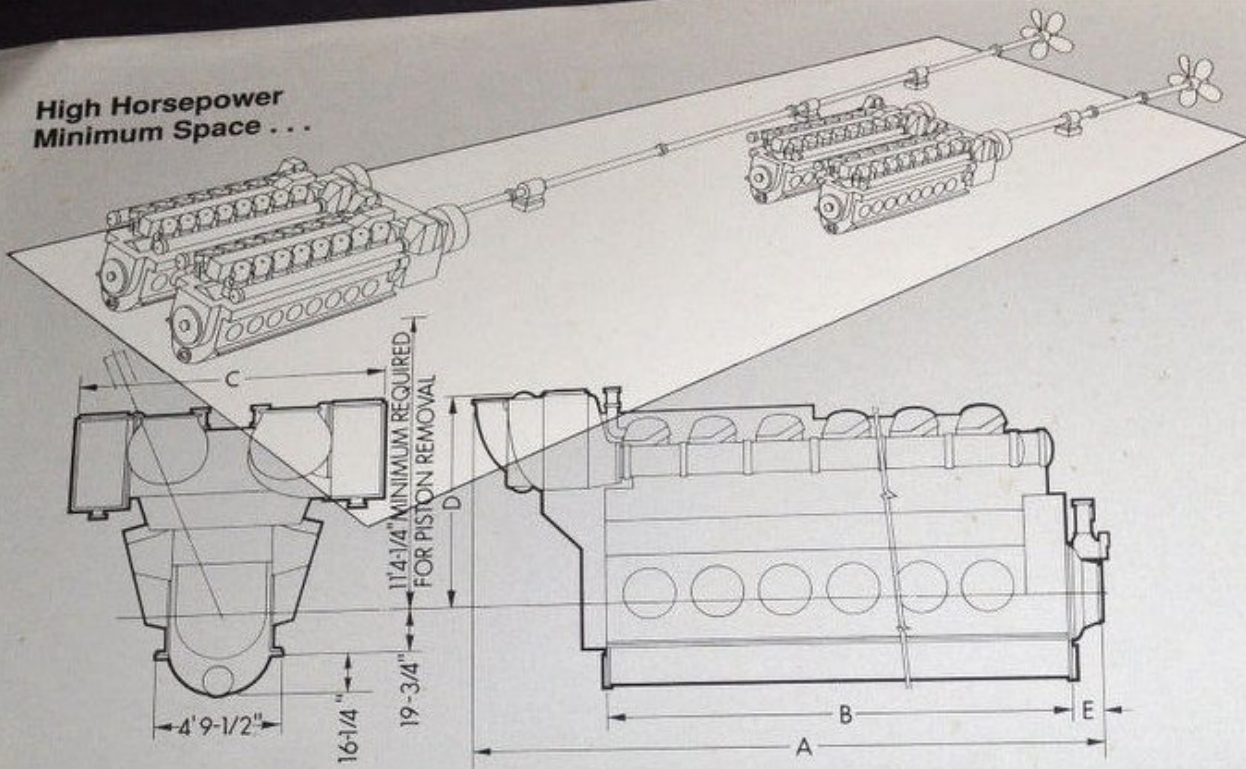 High Horsepower
Minimum Space . . .
C
11'4-1/4" MINIMUM REQUIRED
FOR PISTON REMOVAL
D
19-3/4"
16-1/4"
4' 9-1/2"
B
E
A